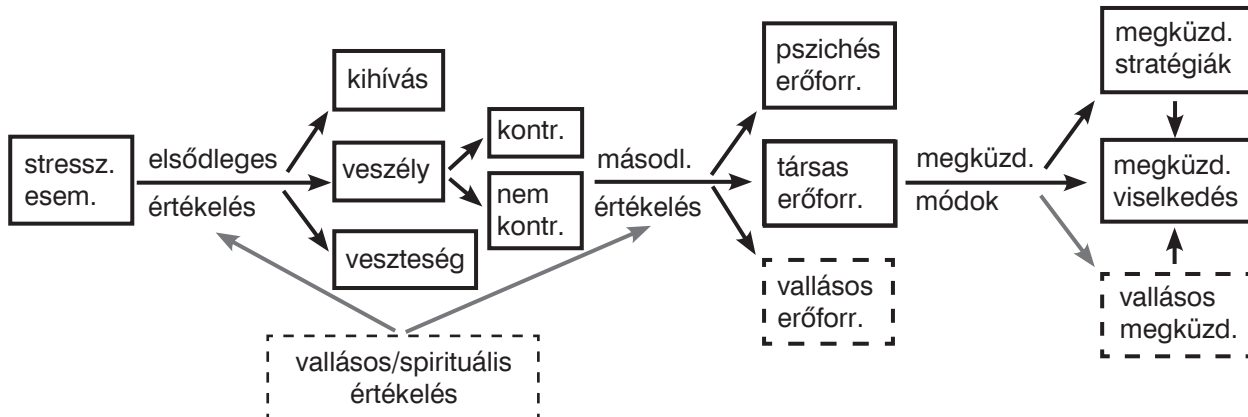 stressz.
esem.
elsődleges
értékelés
kihívás
veszély
veszteség
kontr.
nem
kontr.
vallásos/spirituális
értékelés
másodl.
értékelés
pszichés
erőforr.
társas
erőforr.
vallásos
erőforr.
megküzd.
módok
megküzd.
stratégiák
megküzd.
viselkedés
vallásos
megküzd.